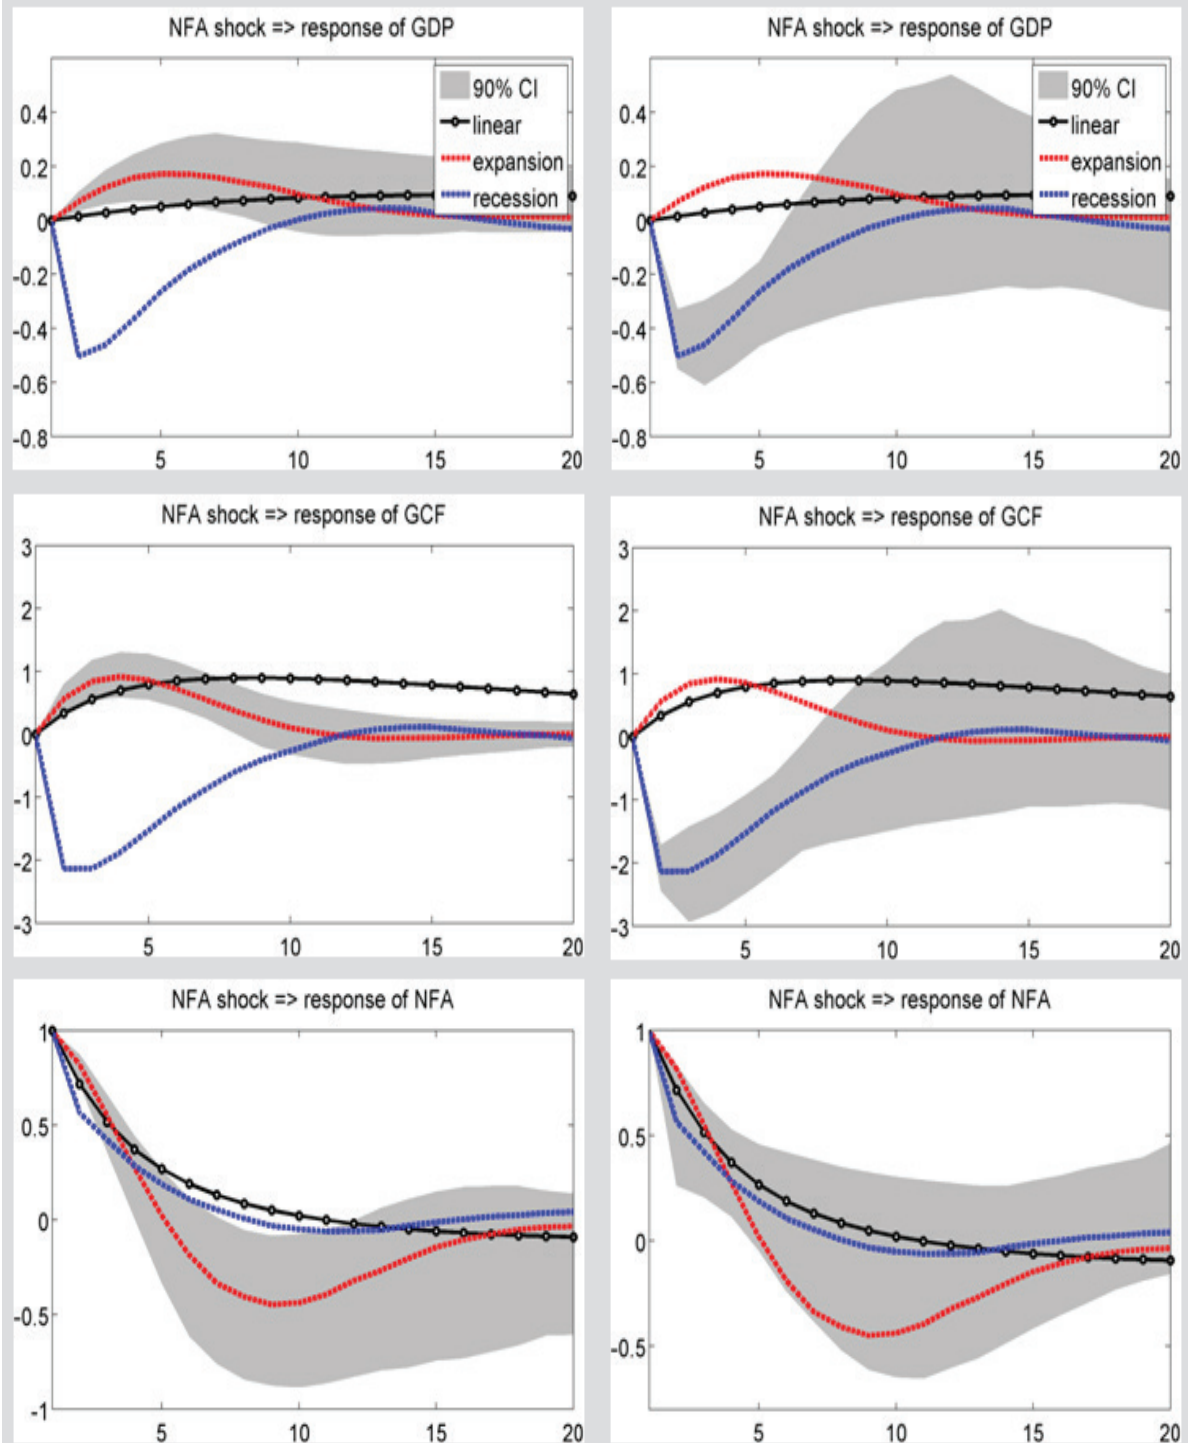 NFA shock => response of GDP
90% CI
linear
expansion
recession
0.4
0.2
0
-0.2
-0.4
-0.6
-0.8
5 10 15 20
NFA shock => response of GDP
90% CI
linear
expansion
recession
0.4
0.2
0
-0.2
-0.4
-0.6
-0.8
5 10 15 20
NFA shock => response of GCF
3
2
1
0
-1
-2
-3
5 10 15 20
NFA shock => response of GCF
3
2
1
0
-1
-2
-3
5 10 15 20
NFA shock => response of NFA
1
0.5
0
-0.5
-1
5 10 15 20
NFA shock => response of NFA
1
0.5
0
-0.5
5 10 15 20